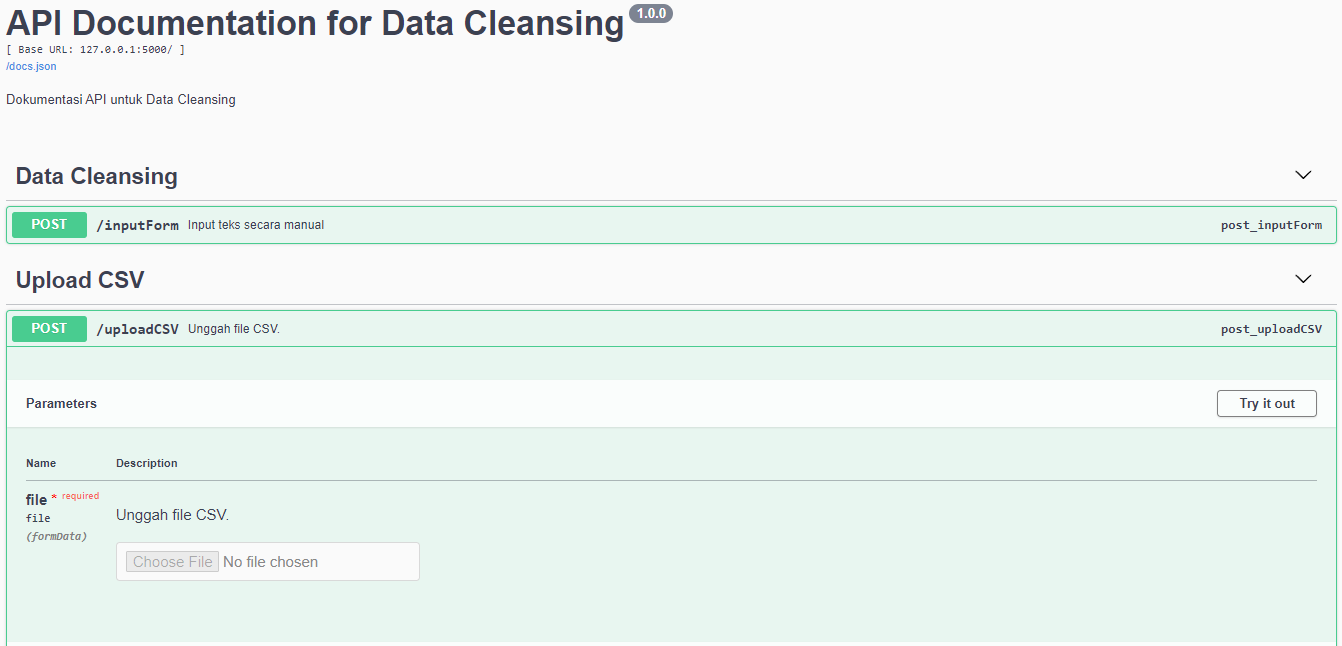 API Documentation for Data Cleansing 1.0.0
[ Base URL: 127.0.0.1:5000/ ]
/docs.json
Dokumentasi API untuk Data Cleansing
Data Cleansing
POST /inputForm Input teks secara manual post_inputForm
Upload CSV
POST /uploadCSV Unggah file CSV. post_uploadCSV
Parameters Try it out
Name Description
file * required
file
(formData)
Unggah file CSV.
Choose File No file chosen